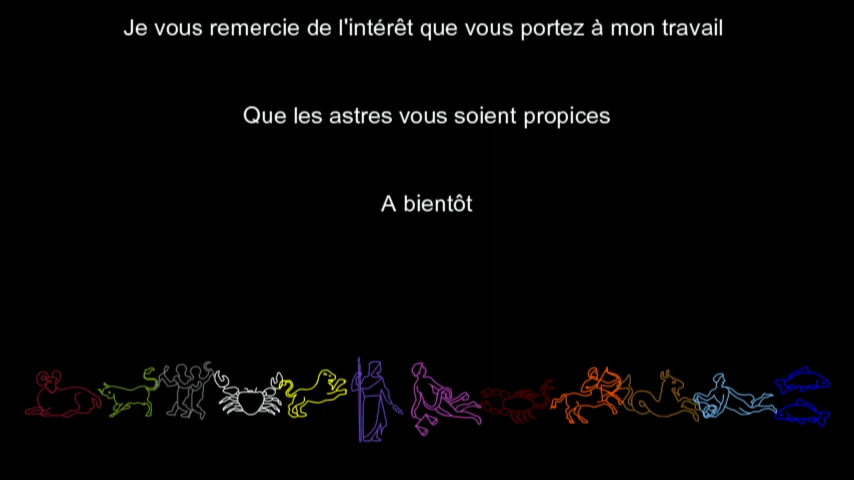 Je vous remercie de l'intérêt que vous portez à mon travail
Que les astres vous soient propices
A bientôt